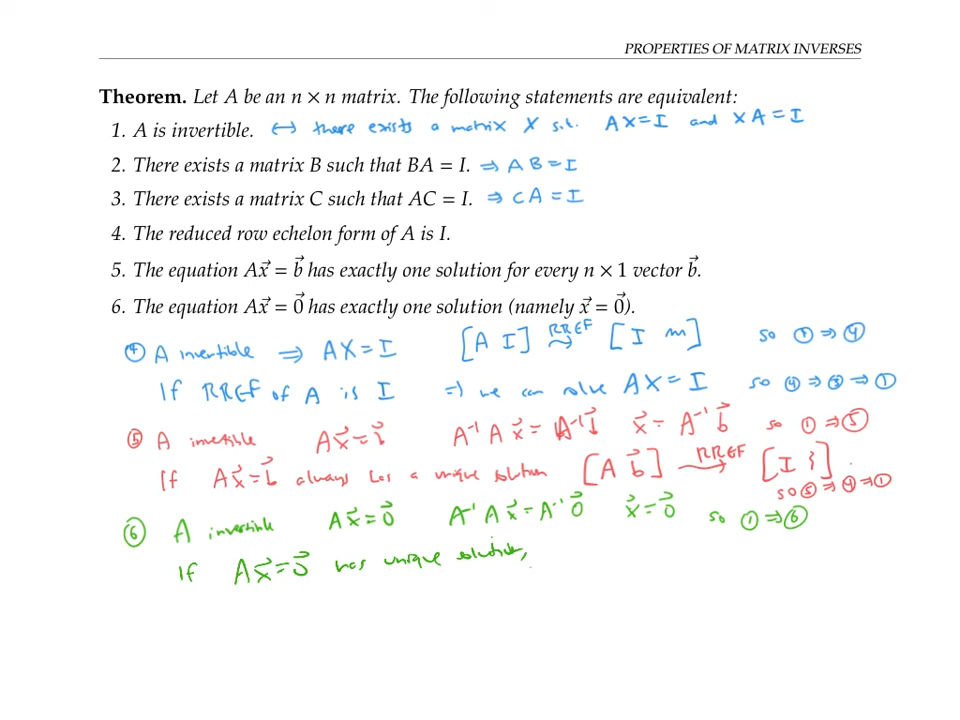 PROPERTIES OF MATRIX INVERSES
Theorem. Let A be an n × n matrix. The following statements are equivalent:
1. A is invertible. ↔ there exists a matrix X s.t. AX = I and XA = I
2. There exists a matrix B such that BA = I. ⇒ AB = I
3. There exists a matrix C such that AC = I. ⇒ CA = I
4. The reduced row echelon form of A is I.
5. The equation Ax⃗ = b⃗ has exactly one solution for every n × 1 vector b⃗.
6. The equation Ax⃗ = 0⃗ has exactly one solution (namely x⃗ = 0⃗).
④ A invertible ⇒ AX = I [A I] RREF → [I m] so ① ⇒ ④
If RREF of A is I ⇒ we can solve AX = I so ④ ⇒ ③ ⇒ ①
⑤ A invertible Ax⃗ = b⃗ A⁻¹Ax⃗ = A⁻¹b⃗ x⃗ = A⁻¹b⃗ so ① ⇒ ⑤
If Ax⃗ = b⃗ always has a unique solution [A b⃗] RREF → [I }] .
so ⑤ ⇒ ④ ⇒ ①
⑥ A invertible Ax⃗ = 0⃗ A⁻¹Ax⃗ = A⁻¹0⃗ x⃗ = 0⃗ so ① ⇒ ⑥
If Ax⃗ = 0⃗ has unique solution,